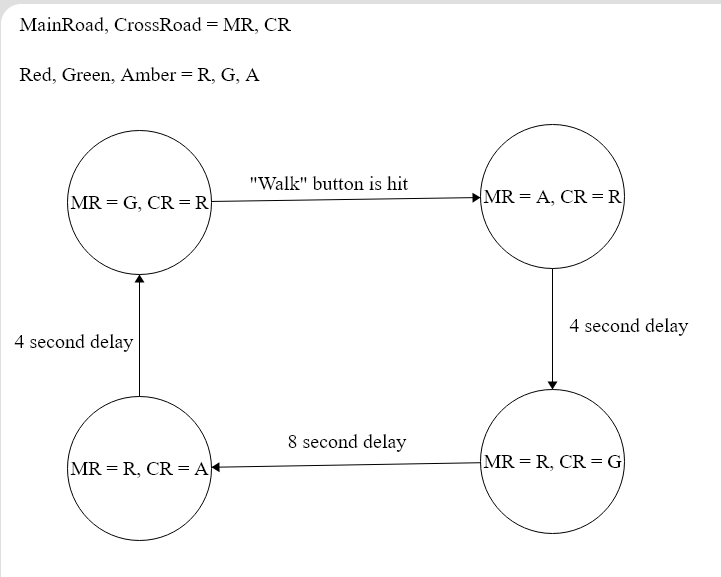 MainRoad, CrossRoad = MR, CR
Red, Green, Amber = R, G, A
"Walk" button is hit
MR = G, CR = R
MR = A, CR = R
4 second delay
4 second delay
8 second delay
MR = R, CR = A
MR = R, CR = G